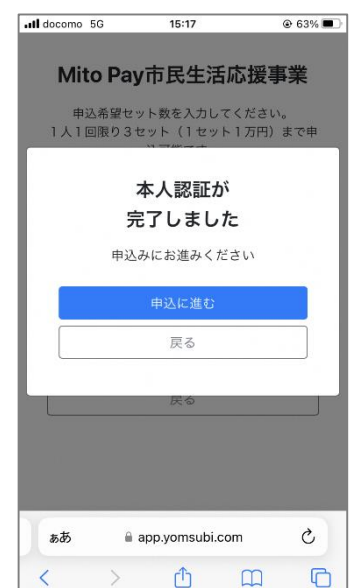 docomo 5G 15:17 63%
Mito Pay市民生活応援事業
申込希望セット数を入力してください。
1人1回限り3セット（1セット1万円）まで申
本人認証が
完了しました
申込みにお進みください
申込に進む
戻る
戻る
ぁあ app.yomsubi.com